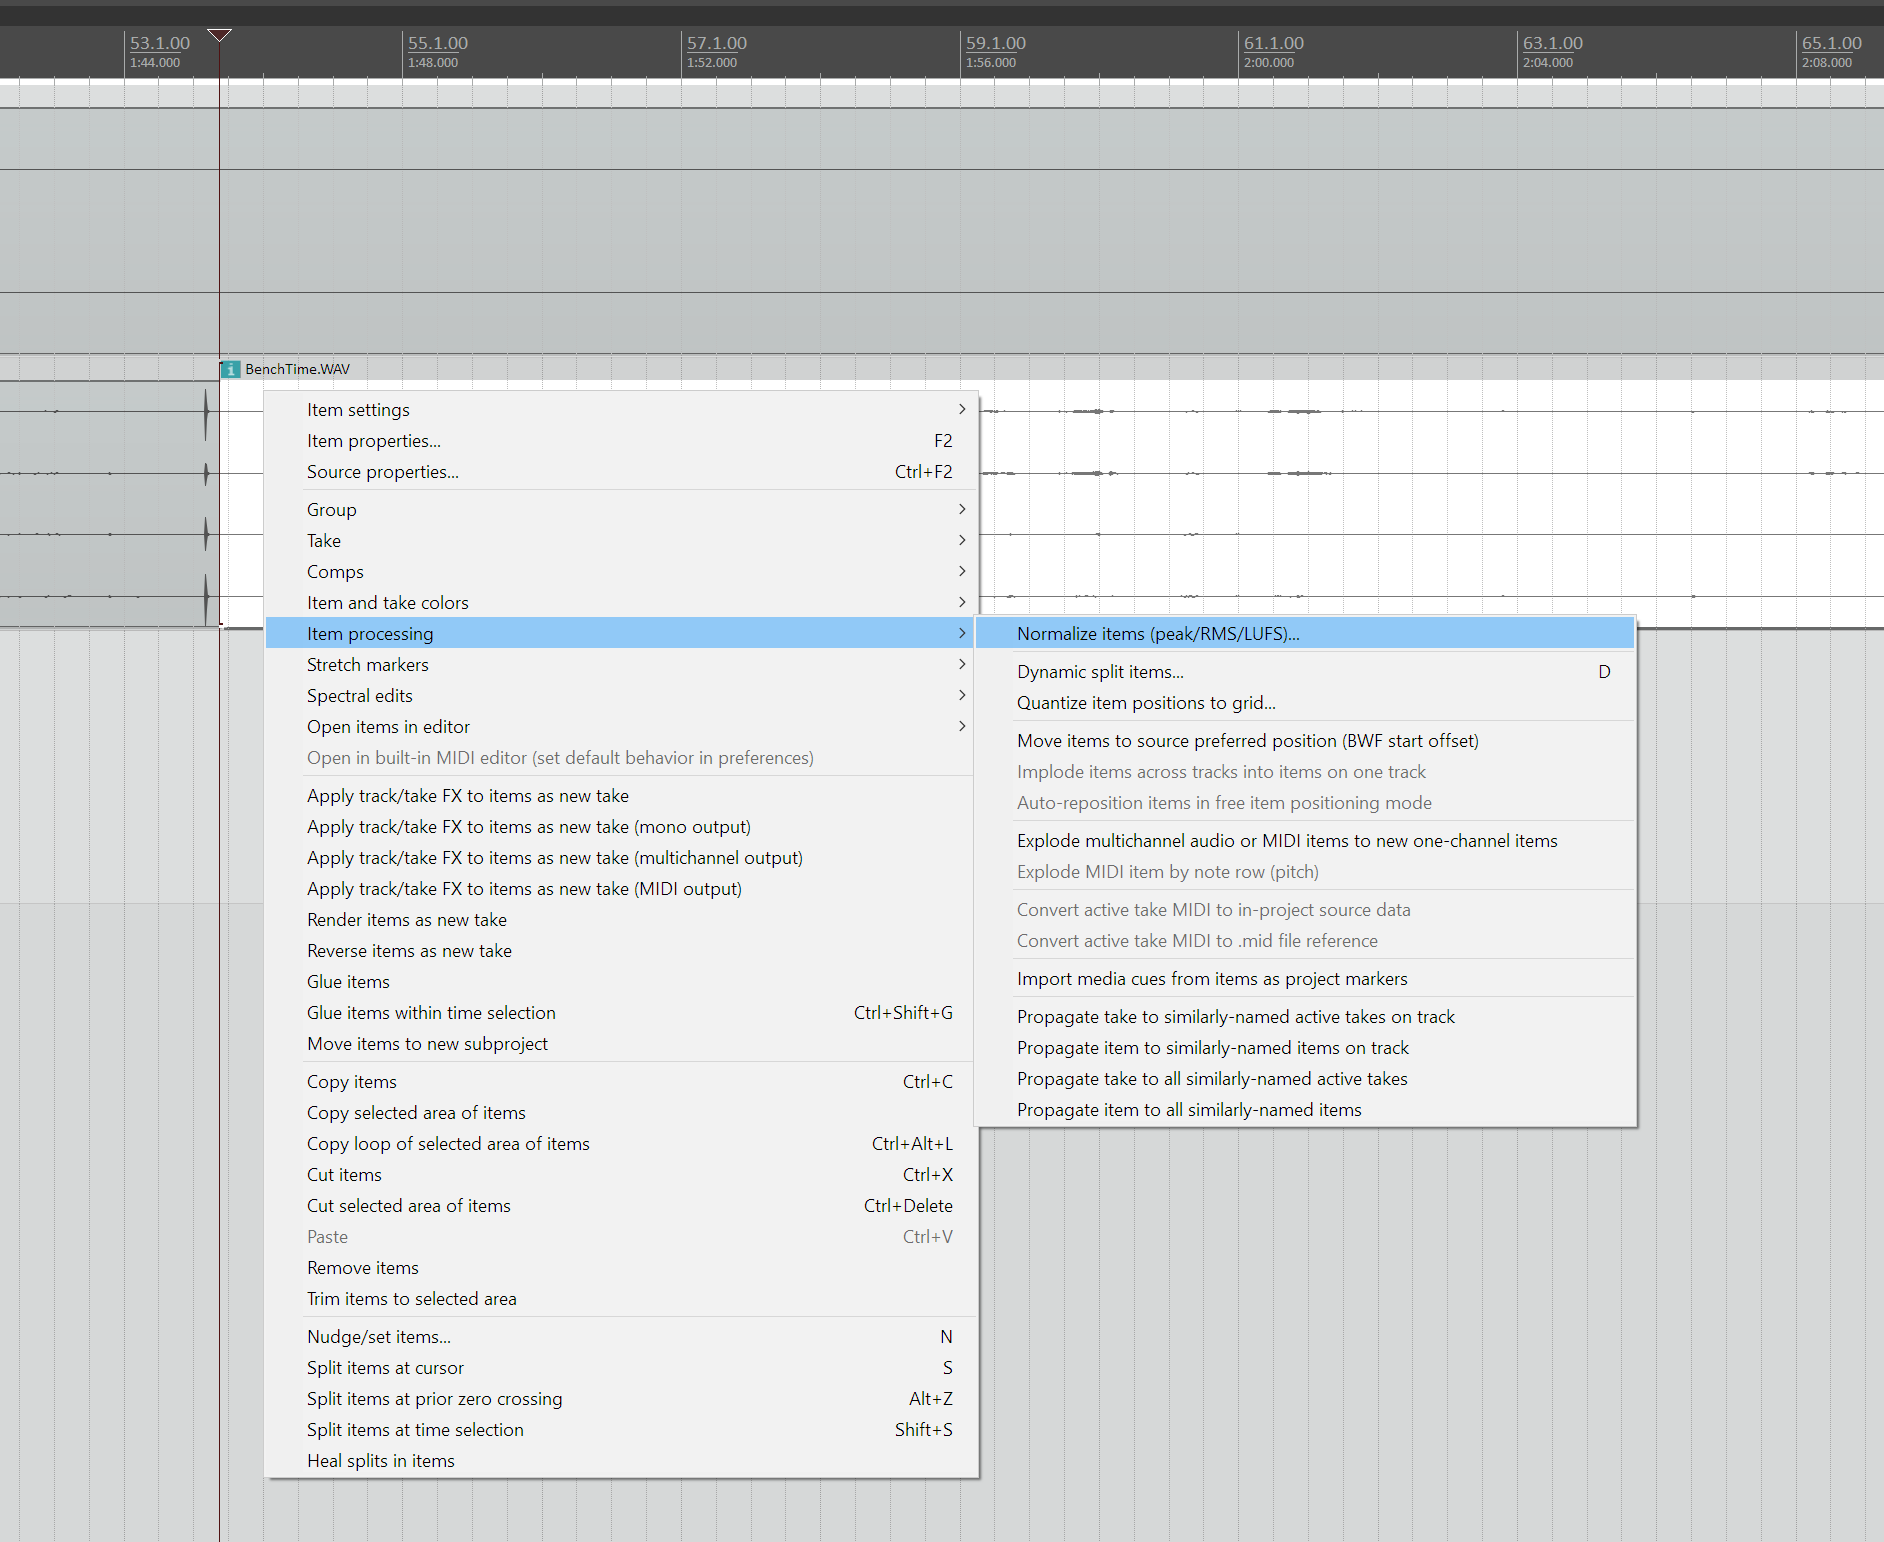 53.1.00
1:44.000
55.1.00
1:48.000
57.1.00
1:52.000
59.1.00
1:56.000
61.1.00
2:00.000
63.1.00
2:04.000
65.1.00
2:08.000
i BenchTime.WAV
Item settings
Item properties... F2
Source properties... Ctrl+F2
Group
Take
Comps
Item and take colors
Item processing
Stretch markers
Spectral edits
Open items in editor
Open in built-in MIDI editor (set default behavior in preferences)
Apply track/take FX to items as new take
Apply track/take FX to items as new take (mono output)
Apply track/take FX to items as new take (multichannel output)
Apply track/take FX to items as new take (MIDI output)
Render items as new take
Reverse items as new take
Glue items
Glue items within time selection Ctrl+Shift+G
Move items to new subproject
Copy items Ctrl+C
Copy selected area of items
Copy loop of selected area of items Ctrl+Alt+L
Cut items Ctrl+X
Cut selected area of items Ctrl+Delete
Paste Ctrl+V
Remove items
Trim items to selected area
Nudge/set items... N
Split items at cursor S
Split items at prior zero crossing Alt+Z
Split items at time selection Shift+S
Heal splits in items
Normalize items (peak/RMS/LUFS)...
Dynamic split items... D
Quantize item positions to grid...
Move items to source preferred position (BWF start offset)
Implode items across tracks into items on one track
Auto-reposition items in free item positioning mode
Explode multichannel audio or MIDI items to new one-channel items
Explode MIDI item by note row (pitch)
Convert active take MIDI to in-project source data
Convert active take MIDI to .mid file reference
Import media cues from items as project markers
Propagate take to similarly-named active takes on track
Propagate item to similarly-named items on track
Propagate take to all similarly-named active takes
Propagate item to all similarly-named items